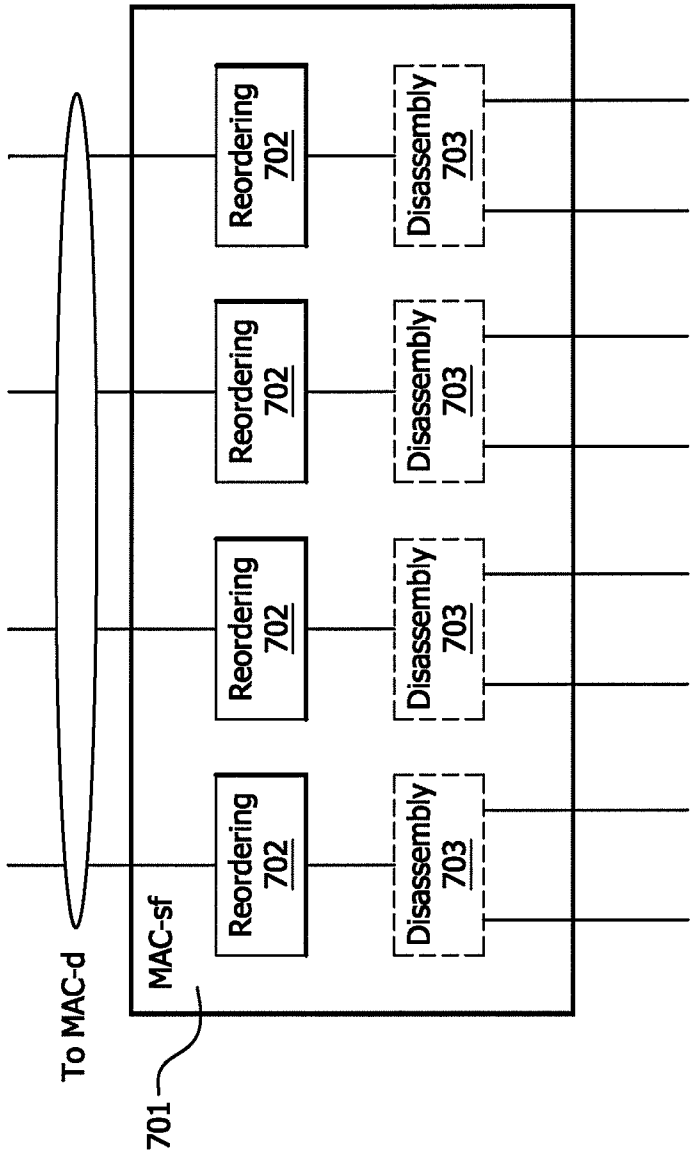 To MAC-d
701
MAC-sf
Reordering
702
Reordering
702
Reordering
702
Reordering
702
Disassembly
703
Disassembly
703
Disassembly
703
Disassembly
703